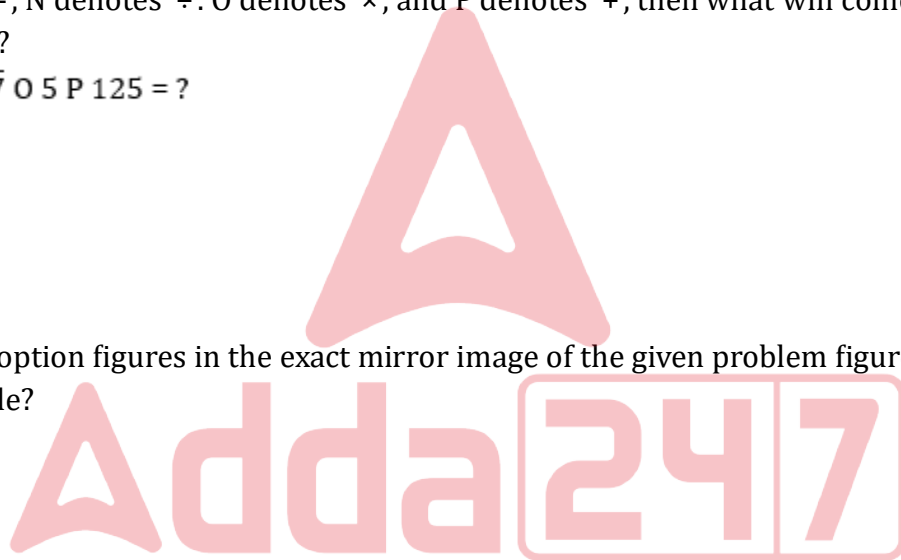 , N denotes '÷'. O denotes '×', and P denotes '+', then what will come
?
O 5 P 125 = ?
option figures in the exact mirror image of the given problem figur
le?
Adda247